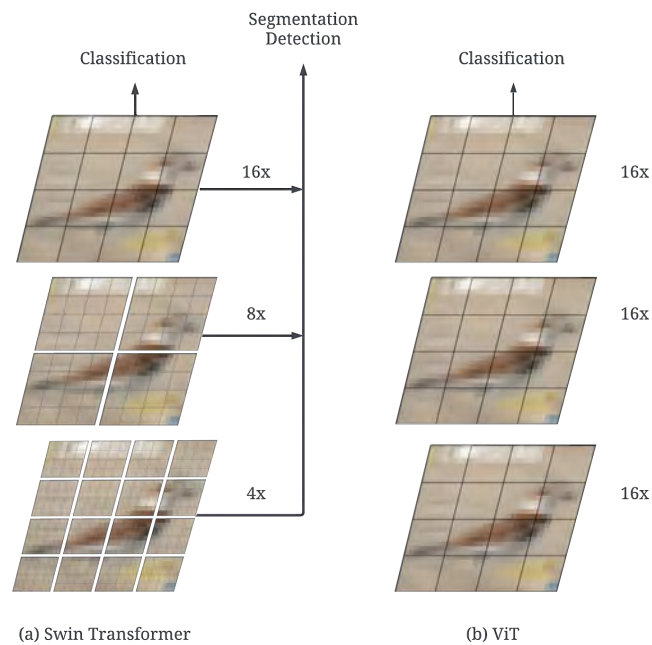 Segmentation
Detection
Classification
Classification
16x
16x
8x
16x
4x
16x
(a) Swin Transformer
(b) ViT